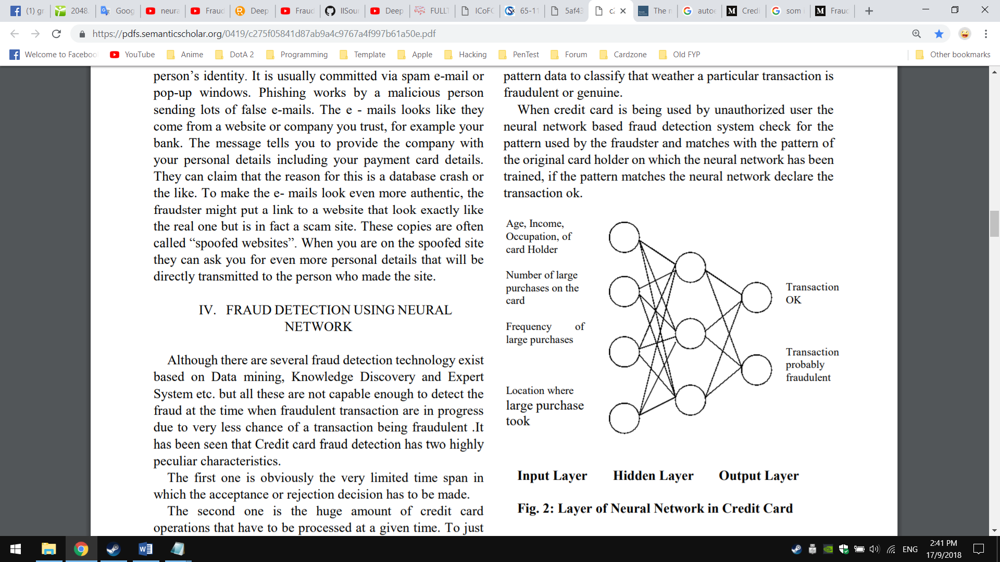 (1) gr
2048
Goog
neura
Fraud
Deep
Fraud
IISour
Deep
FULLT
ICoFC
65-11
5af43
c2
The n
autoe
Credi
som i
Frauc
https://pdfs.semanticscholar.org/0419/c275f05841d87ab9a4c9767a4f997b61a50e.pdf
Welcome to Faceboo
YouTube
Anime
DotA 2
Programming
Template
Apple
Hacking
PenTest
Forum
Cardzone
Old FYP
Other bookmarks
person’s identity. It is usually committed via spam e-mail or
pop-up windows. Phishing works by a malicious person
sending lots of false e-mails. The e - mails looks like they
come from a website or company you trust, for example your
bank. The message tells you to provide the company with
your personal details including your payment card details.
They can claim that the reason for this is a database crash or
the like. To make the e- mails look even more authentic, the
fraudster might put a link to a website that look exactly like
the real one but is in fact a scam site. These copies are often
called “spoofed websites”. When you are on the spoofed site
they can ask you for even more personal details that will be
directly transmitted to the person who made the site.
IV. FRAUD DETECTION USING NEURAL
NETWORK
Although there are several fraud detection technology exist
based on Data mining, Knowledge Discovery and Expert
System etc. but all these are not capable enough to detect the
fraud at the time when fraudulent transaction are in progress
due to very less chance of a transaction being fraudulent .It
has been seen that Credit card fraud detection has two highly
peculiar characteristics.
The first one is obviously the very limited time span in
which the acceptance or rejection decision has to be made.
The second one is the huge amount of credit card
operations that have to be processed at a given time. To just
pattern data to classify that weather a particular transaction is
fraudulent or genuine.
When credit card is being used by unauthorized user the
neural network based fraud detection system check for the
pattern used by the fraudster and matches with the pattern of
the original card holder on which the neural network has been
trained, if the pattern matches the neural network declare the
transaction ok.
Age, Income,
Occupation, of
card Holder
Number of large
purchases on the
card
Frequency of
large purchases
Location where
large purchase
took
Transaction
OK
Transaction
probably
fraudulent
Input Layer Hidden Layer Output Layer
Fig. 2: Layer of Neural Network in Credit Card
ENG
2:41 PM
17/9/2018